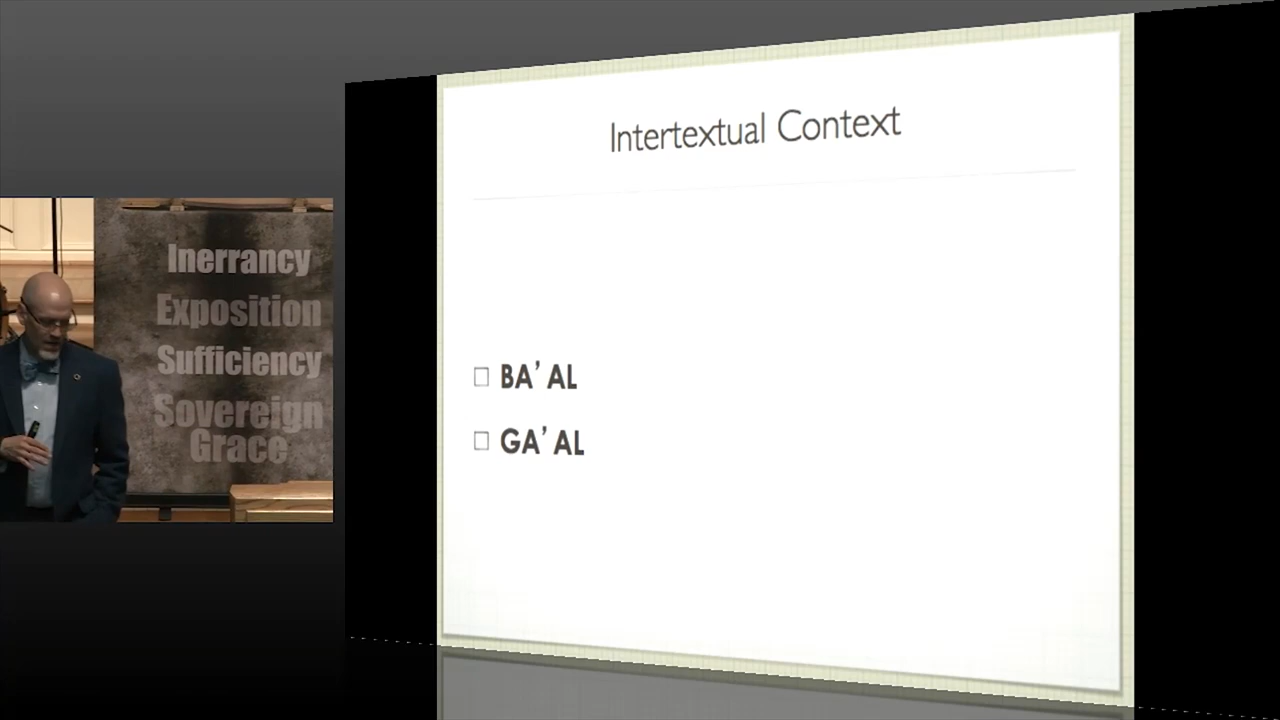 Intertextual Context
BA’AL
GA’AL
Inerrancy
Exposition
Sufficiency
Sovereign
Grace